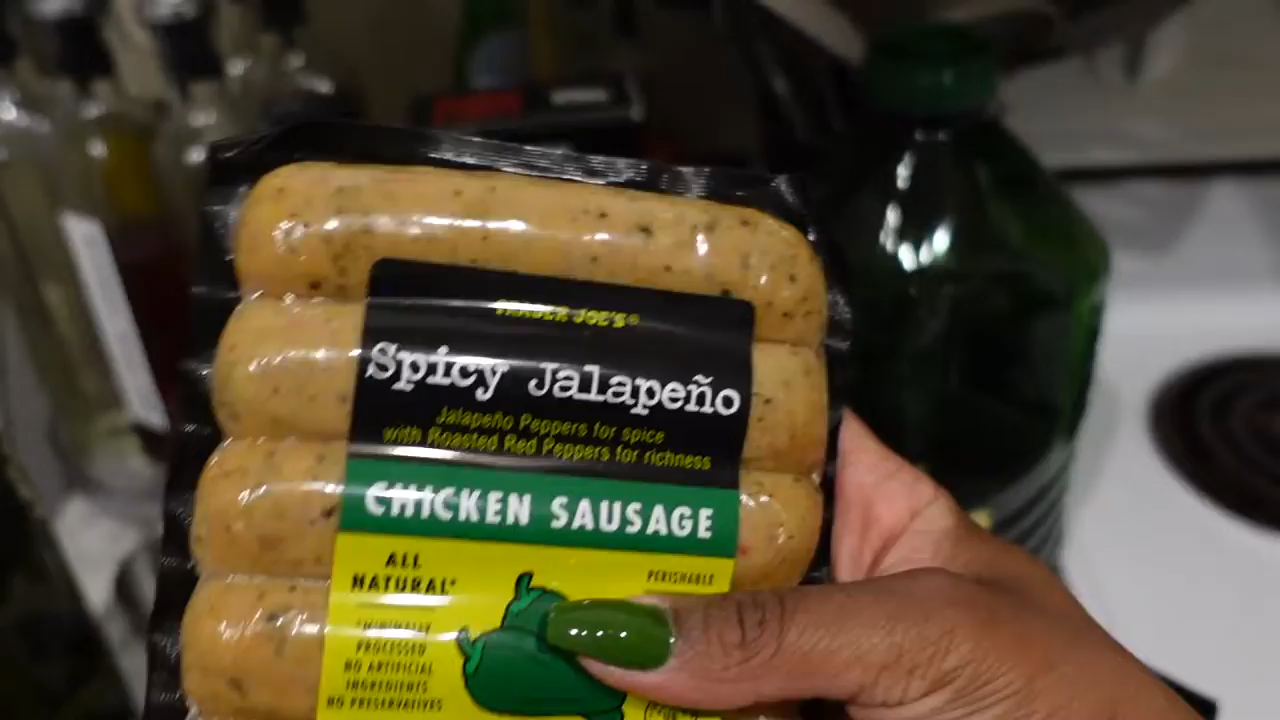 TRADER JOE'S®
Spicy Jalapeño
Jalapeño Peppers for spice
with Roasted Red Peppers for richness
CHICKEN SAUSAGE
ALL
NATURAL*
PERISHABLE
*MINIMALLY
PROCESSED
NO ARTIFICIAL
INGREDIENTS
NO PRESERVATIVES